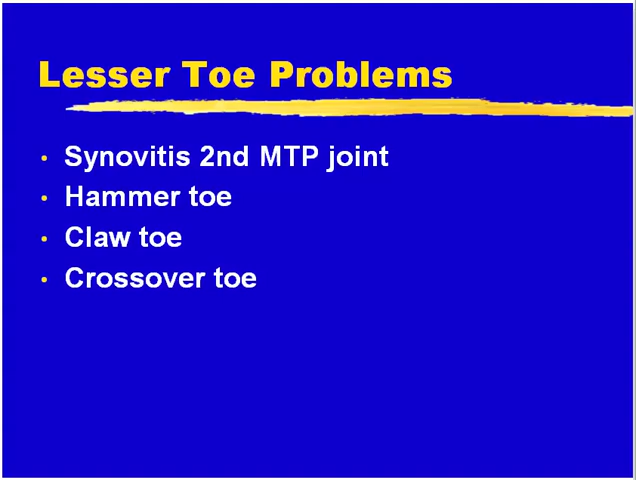 Lesser Toe Problems
• Synovitis 2nd MTP joint
• Hammer toe
• Claw toe
• Crossover toe